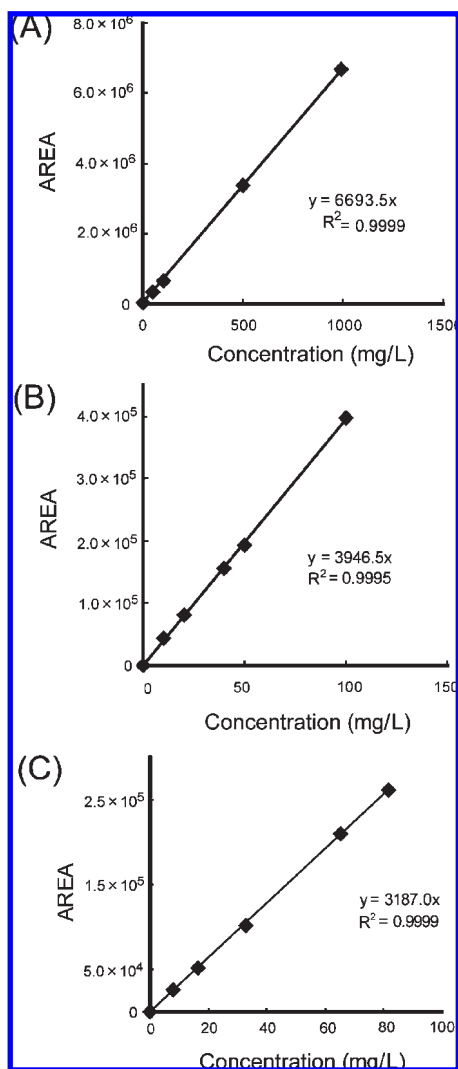 (A)
8.0 × 10⁶
6.0 × 10⁶
AREA
4.0 × 10⁶
y = 6693.5x
R² = 0.9999
2.0 × 10⁶
0
0 500 1000 1500
Concentration (mg/L)
(B)
4.0 × 10⁵
3.0 × 10⁵
AREA
2.0 × 10⁵
y = 3946.5x
R² = 0.9995
1.0 × 10⁵
0
0 50 100 150
Concentration (mg/L)
(C)
2.5 × 10⁵
AREA
1.5 × 10⁵
y = 3187.0x
R² = 0.9999
5.0 × 10⁴
0
0 20 40 60 80 100
Concentration (mg/L)